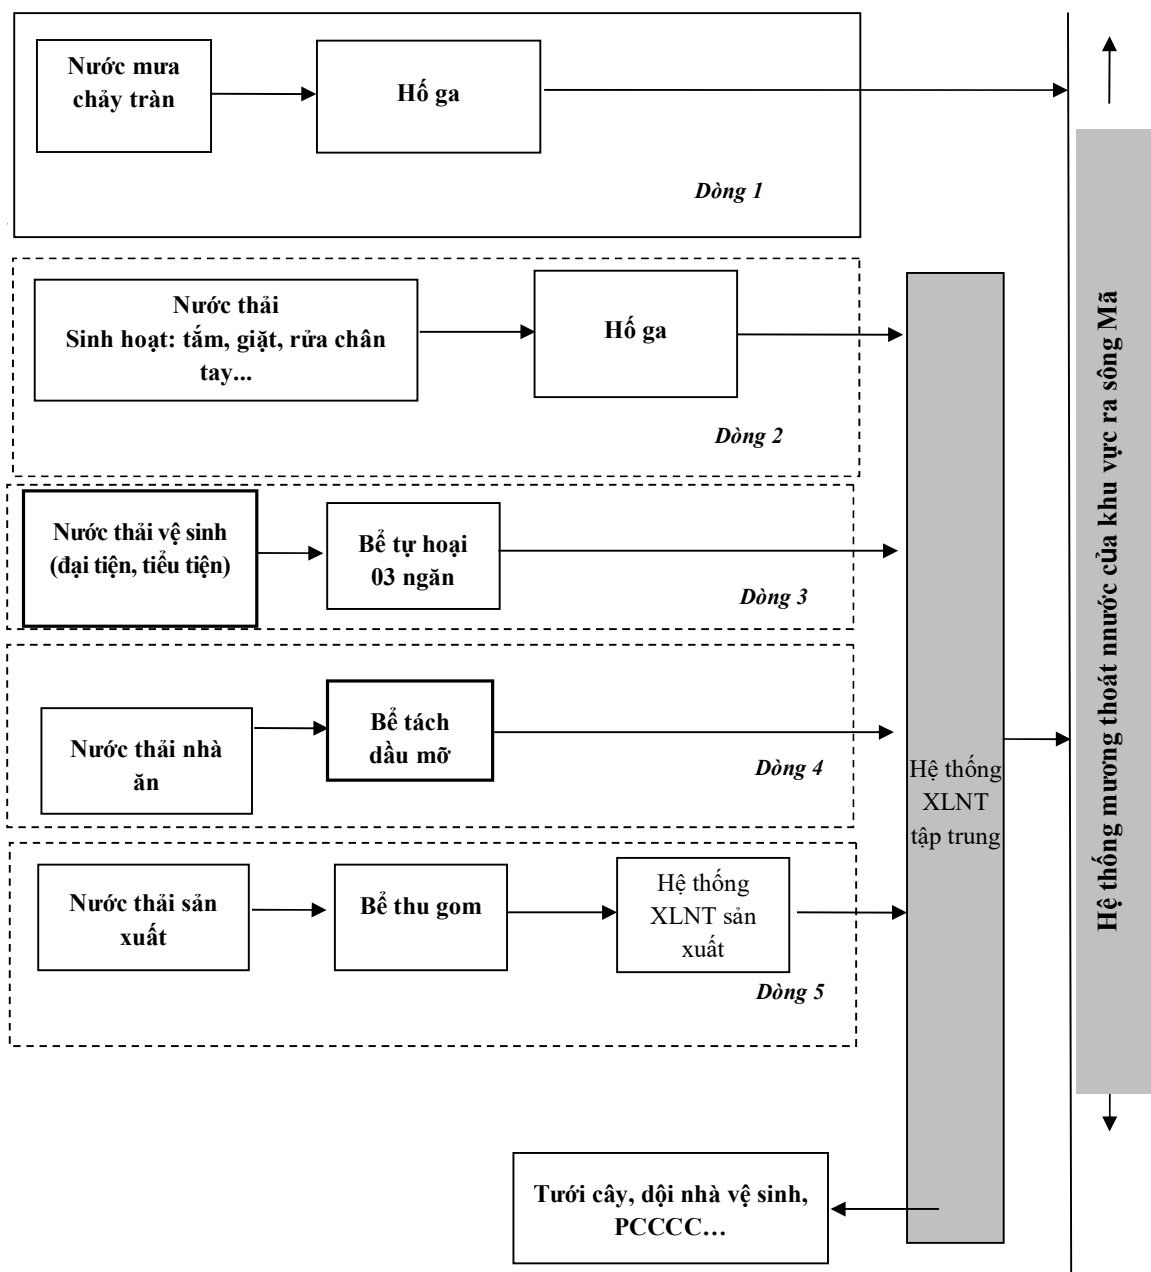 Nước mưa
chảy tràn
Hố ga
Dòng 1
Nước thải
Sinh hoạt: tắm, giặt, rửa chân
tay...
Hố ga
Dòng 2
Nước thải vệ sinh
(đại tiện, tiểu tiện)
Bể tự hoại
03 ngăn
Dòng 3
Nước thải nhà
ăn
Bể tách
dầu mỡ
Dòng 4
Nước thải sản
xuất
Bể thu gom
Hệ thống
XLNT sản
xuất
Dòng 5
Hệ thống
XLNT
tập trung
Hệ thống mương thoát nnước của khu vực ra sông Mã
Tưới cây, dội nhà vệ sinh,
PCCCC…